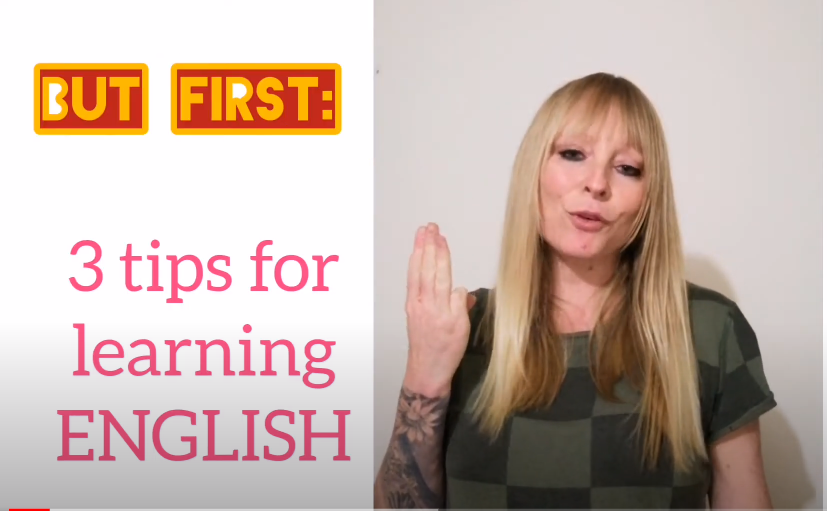 BUT FIRST:
3 tips for
learning
ENGLISH